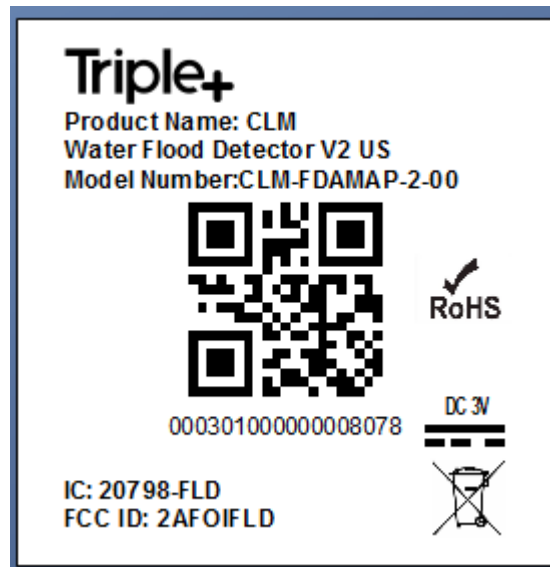 Triple+
Product Name: CLM
Water Flood Detector V2 US
Model Number:CLM-FDAMAP-2-00
RoHS
000301000000008078
DC 3V
IC: 20798-FLD
FCC ID: 2AFOIFLD